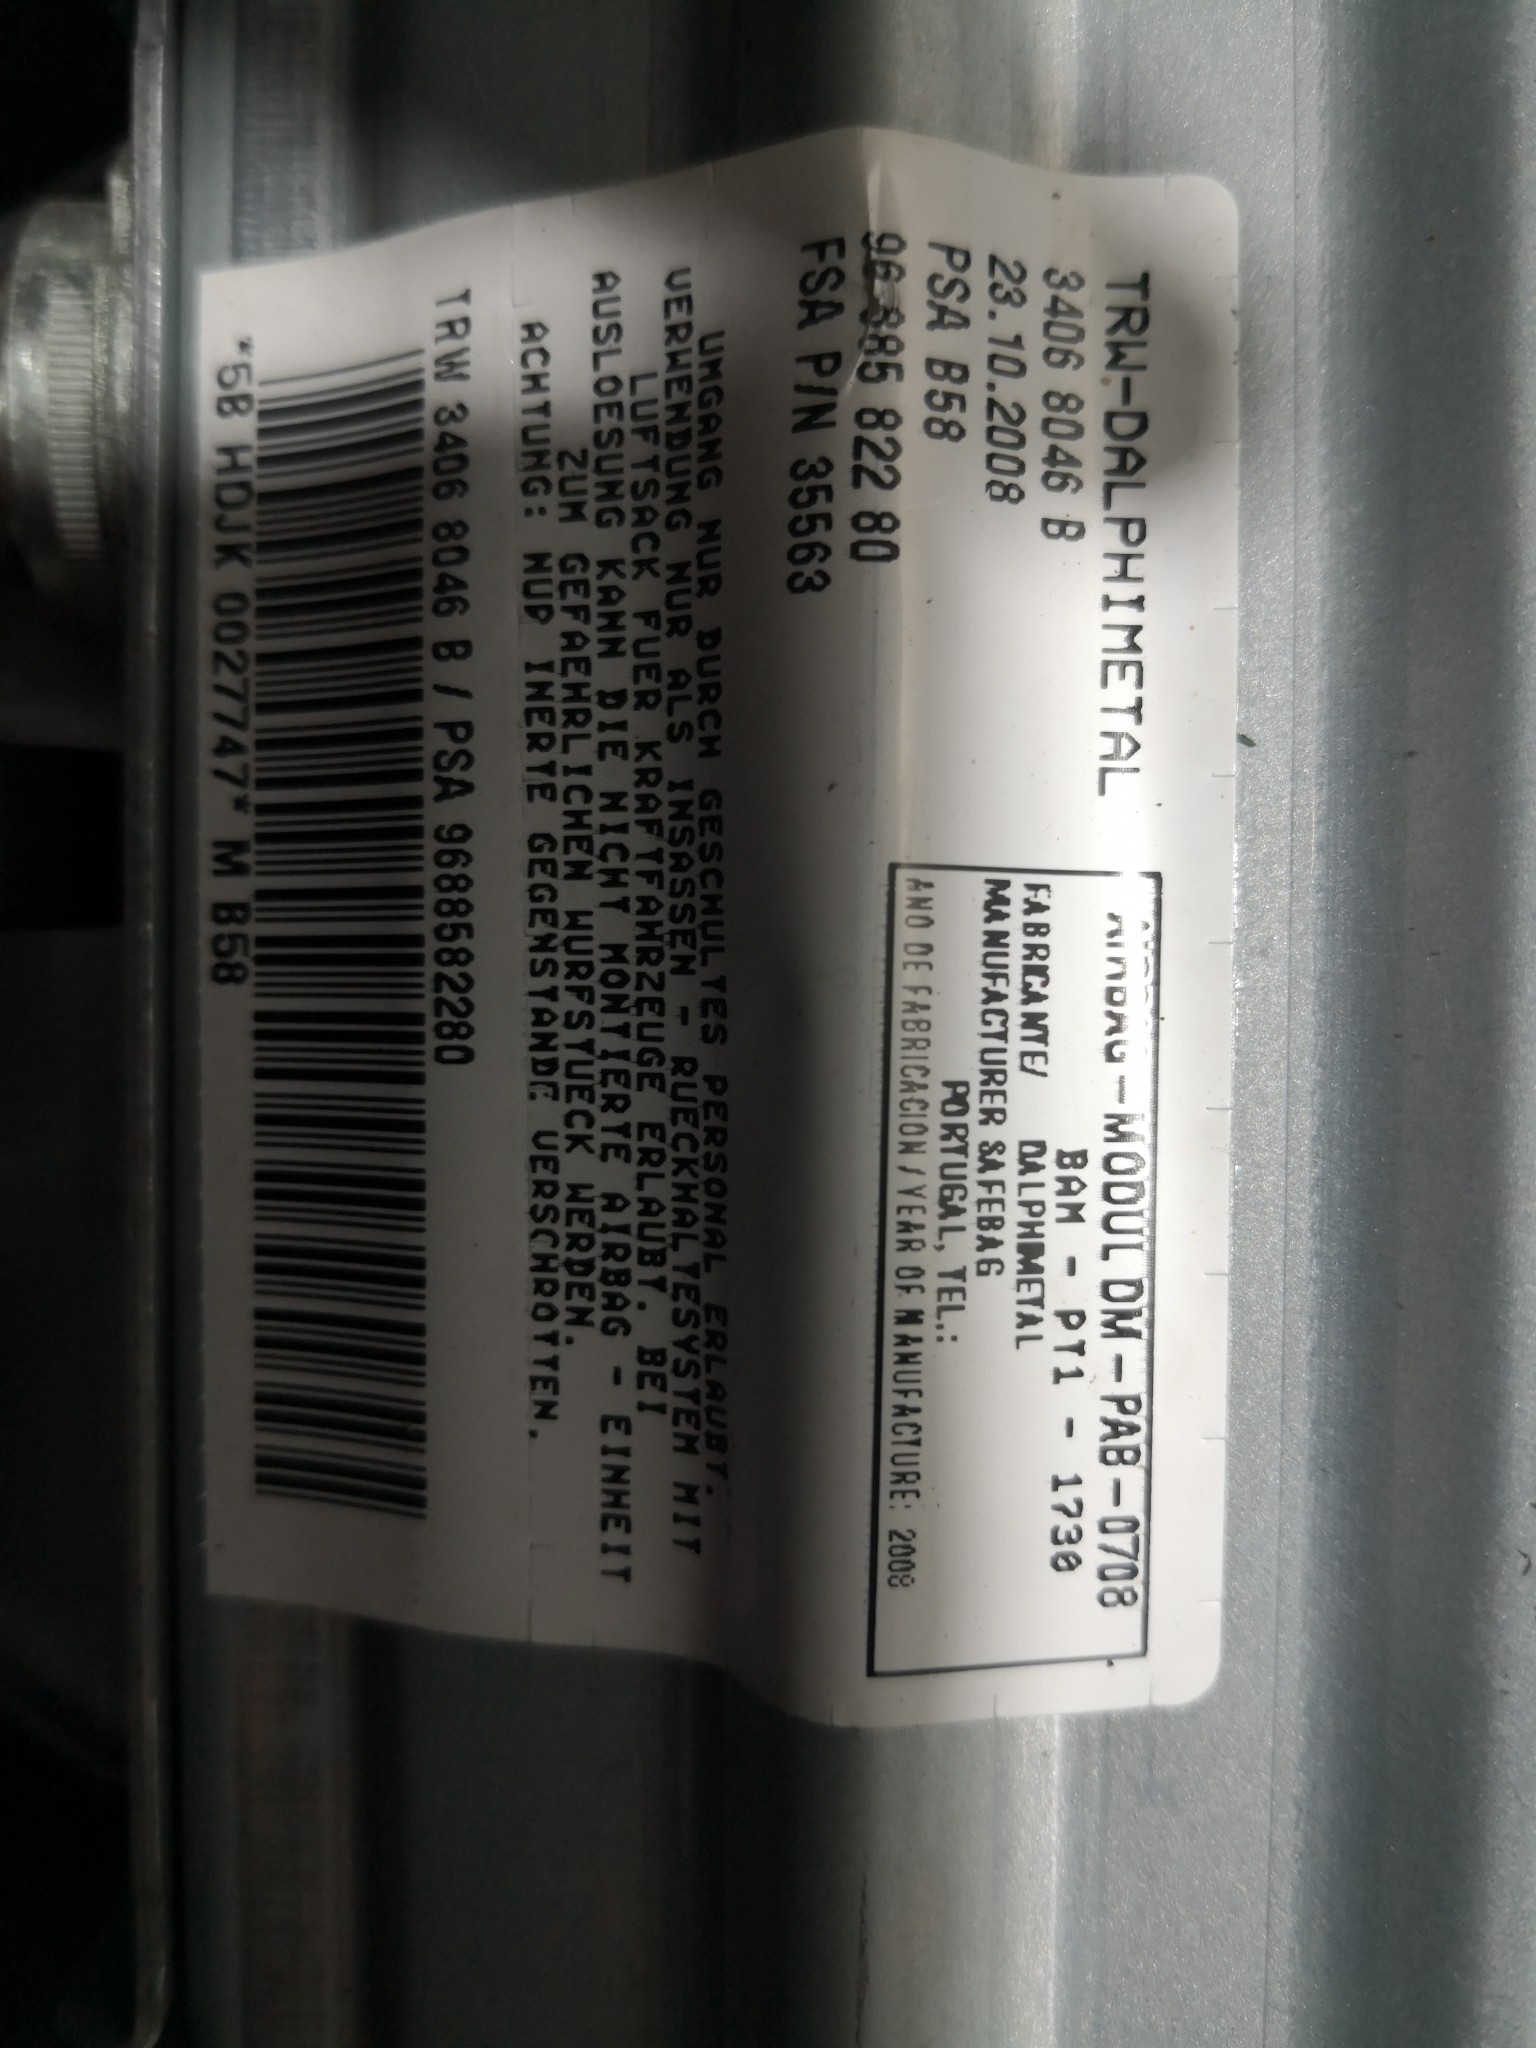 TRW-DALPHIMETAL
3406 8046 B
23.10.2008
PSA B58
96 885 822 80
FSA P/N 35563
AIRBAG-MODUL DM-PAB-0708
BAM - PT1 - 1730
FABRICANTE/ DALPHIMETAL
MANUFACTURER SAFEBAG
PORTUGAL, TEL.:
ANO DE FABRICACION / YEAR OF MANUFACTURE: 2008
UMGANG NUR DURCH GESCHULTES PERSONAL ERLAUBT.
VERWENDUNG NUR ALS INSASSEN - RUECKHALTESYSTEM MIT
LUFTSACK FUER KRAFTFAHRZEUGE ERLAUBT. BEI
AUSLOESUNG KANN DIE NICHT MONTIERTE AIRBAG - EINHEIT
ZUM GEFAEHRLICHEN WURFSTUECK WERDEN.
ACHTUNG: NUR INERTE GEGENSTANDE VERSCHROTTEN.
TRW 3406 8046 B / PSA 9688582280
*5B HDJK 0027747* M B58